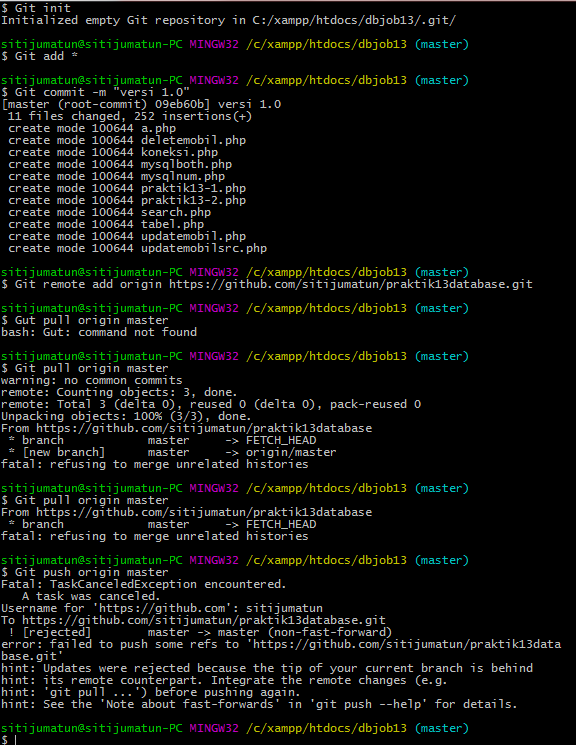 $ Git init
Initialized empty Git repository in C:/xampp/htdocs/dbjob13/.git/
sitijumatun@sitijumatun-PC MINGW32 /c/xampp/htdocs/dbjob13 (master)
$ Git add *
sitijumatun@sitijumatun-PC MINGW32 /c/xampp/htdocs/dbjob13 (master)
$ Git commit -m "versi 1.0"
[master (root-commit) 09eb60b] versi 1.0
 11 files changed, 252 insertions(+)
 create mode 100644 a.php
 create mode 100644 deletemobil.php
 create mode 100644 koneksi.php
 create mode 100644 mysqlboth.php
 create mode 100644 mysqlnum.php
 create mode 100644 praktik13-1.php
 create mode 100644 praktik13-2.php
 create mode 100644 search.php
 create mode 100644 tabel.php
 create mode 100644 updatemobil.php
 create mode 100644 updatemobilsrc.php
sitijumatun@sitijumatun-PC MINGW32 /c/xampp/htdocs/dbjob13 (master)
$ Git remote add origin https://github.com/sitijumatun/praktik13database.git
sitijumatun@sitijumatun-PC MINGW32 /c/xampp/htdocs/dbjob13 (master)
$ Gut pull origin master
bash: Gut: command not found
sitijumatun@sitijumatun-PC MINGW32 /c/xampp/htdocs/dbjob13 (master)
$ Git pull origin master
warning: no common commits
remote: Counting objects: 3, done.
remote: Total 3 (delta 0), reused 0 (delta 0), pack-reused 0
Unpacking objects: 100% (3/3), done.
From https://github.com/sitijumatun/praktik13database
 * branch            master     -> FETCH_HEAD
 * [new branch]      master     -> origin/master
fatal: refusing to merge unrelated histories
sitijumatun@sitijumatun-PC MINGW32 /c/xampp/htdocs/dbjob13 (master)
$ Git pull origin master
From https://github.com/sitijumatun/praktik13database
 * branch            master     -> FETCH_HEAD
fatal: refusing to merge unrelated histories
sitijumatun@sitijumatun-PC MINGW32 /c/xampp/htdocs/dbjob13 (master)
$ Git push origin master
Fatal: TaskCanceledException encountered.
   A task was canceled.
Username for 'https://github.com': sitijumatun
To https://github.com/sitijumatun/praktik13database.git
 ! [rejected]        master -> master (non-fast-forward)
error: failed to push some refs to 'https://github.com/sitijumatun/praktik13data
base.git'
hint: Updates were rejected because the tip of your current branch is behind
hint: its remote counterpart. Integrate the remote changes (e.g.
hint: 'git pull ...') before pushing again.
hint: See the 'Note about fast-forwards' in 'git push --help' for details.
sitijumatun@sitijumatun-PC MINGW32 /c/xampp/htdocs/dbjob13 (master)
$